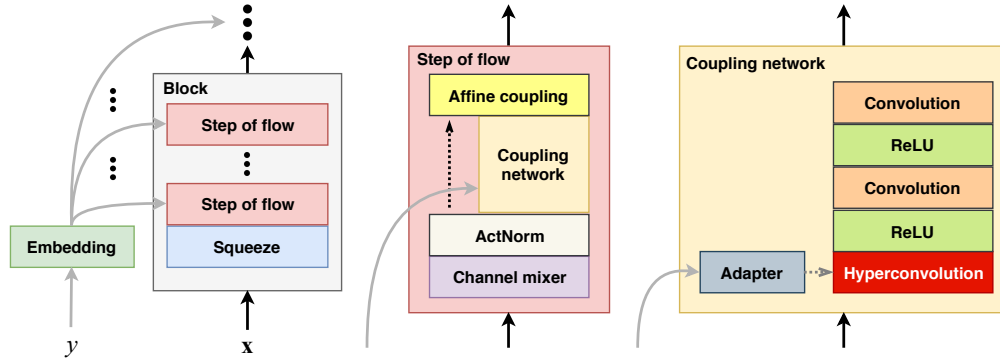 Block
Step of flow
Step of flow
Squeeze
Embedding
y
x
Step of flow
Affine coupling
Coupling
network
ActNorm
Channel mixer
Coupling network
Convolution
ReLU
Convolution
ReLU
Adapter
Hyperconvolution